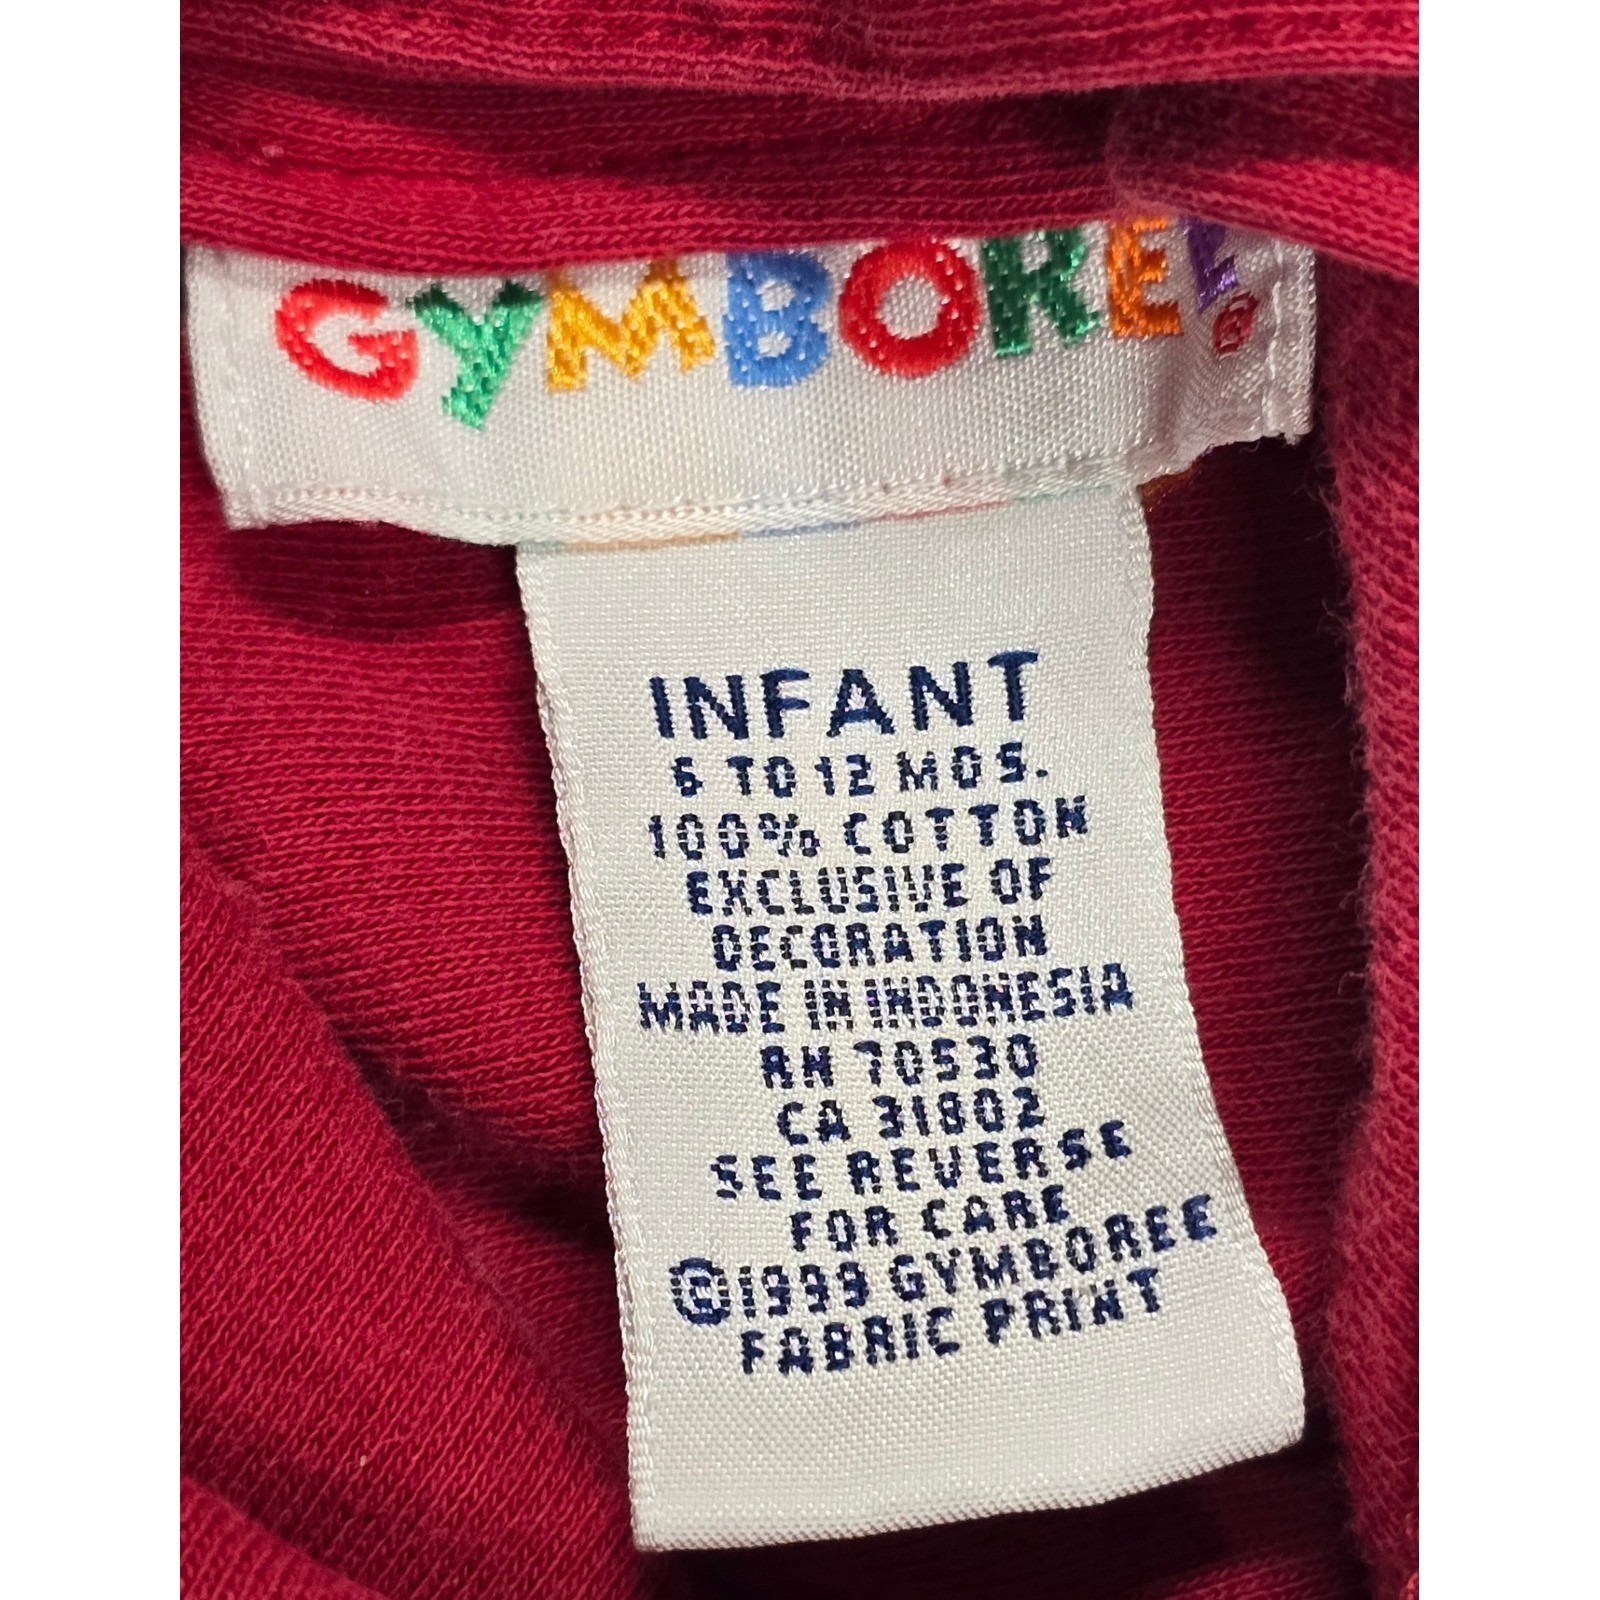 GYMBOREE®
INFANT
6 TO 12 MOS.
100% COTTON
EXCLUSIVE OF
DECORATION
MADE IN INDONESIA
RN 70530
CA 31802
SEE REVERSE
FOR CARE
©1999 GYMBOREE
FABRIC PRINT